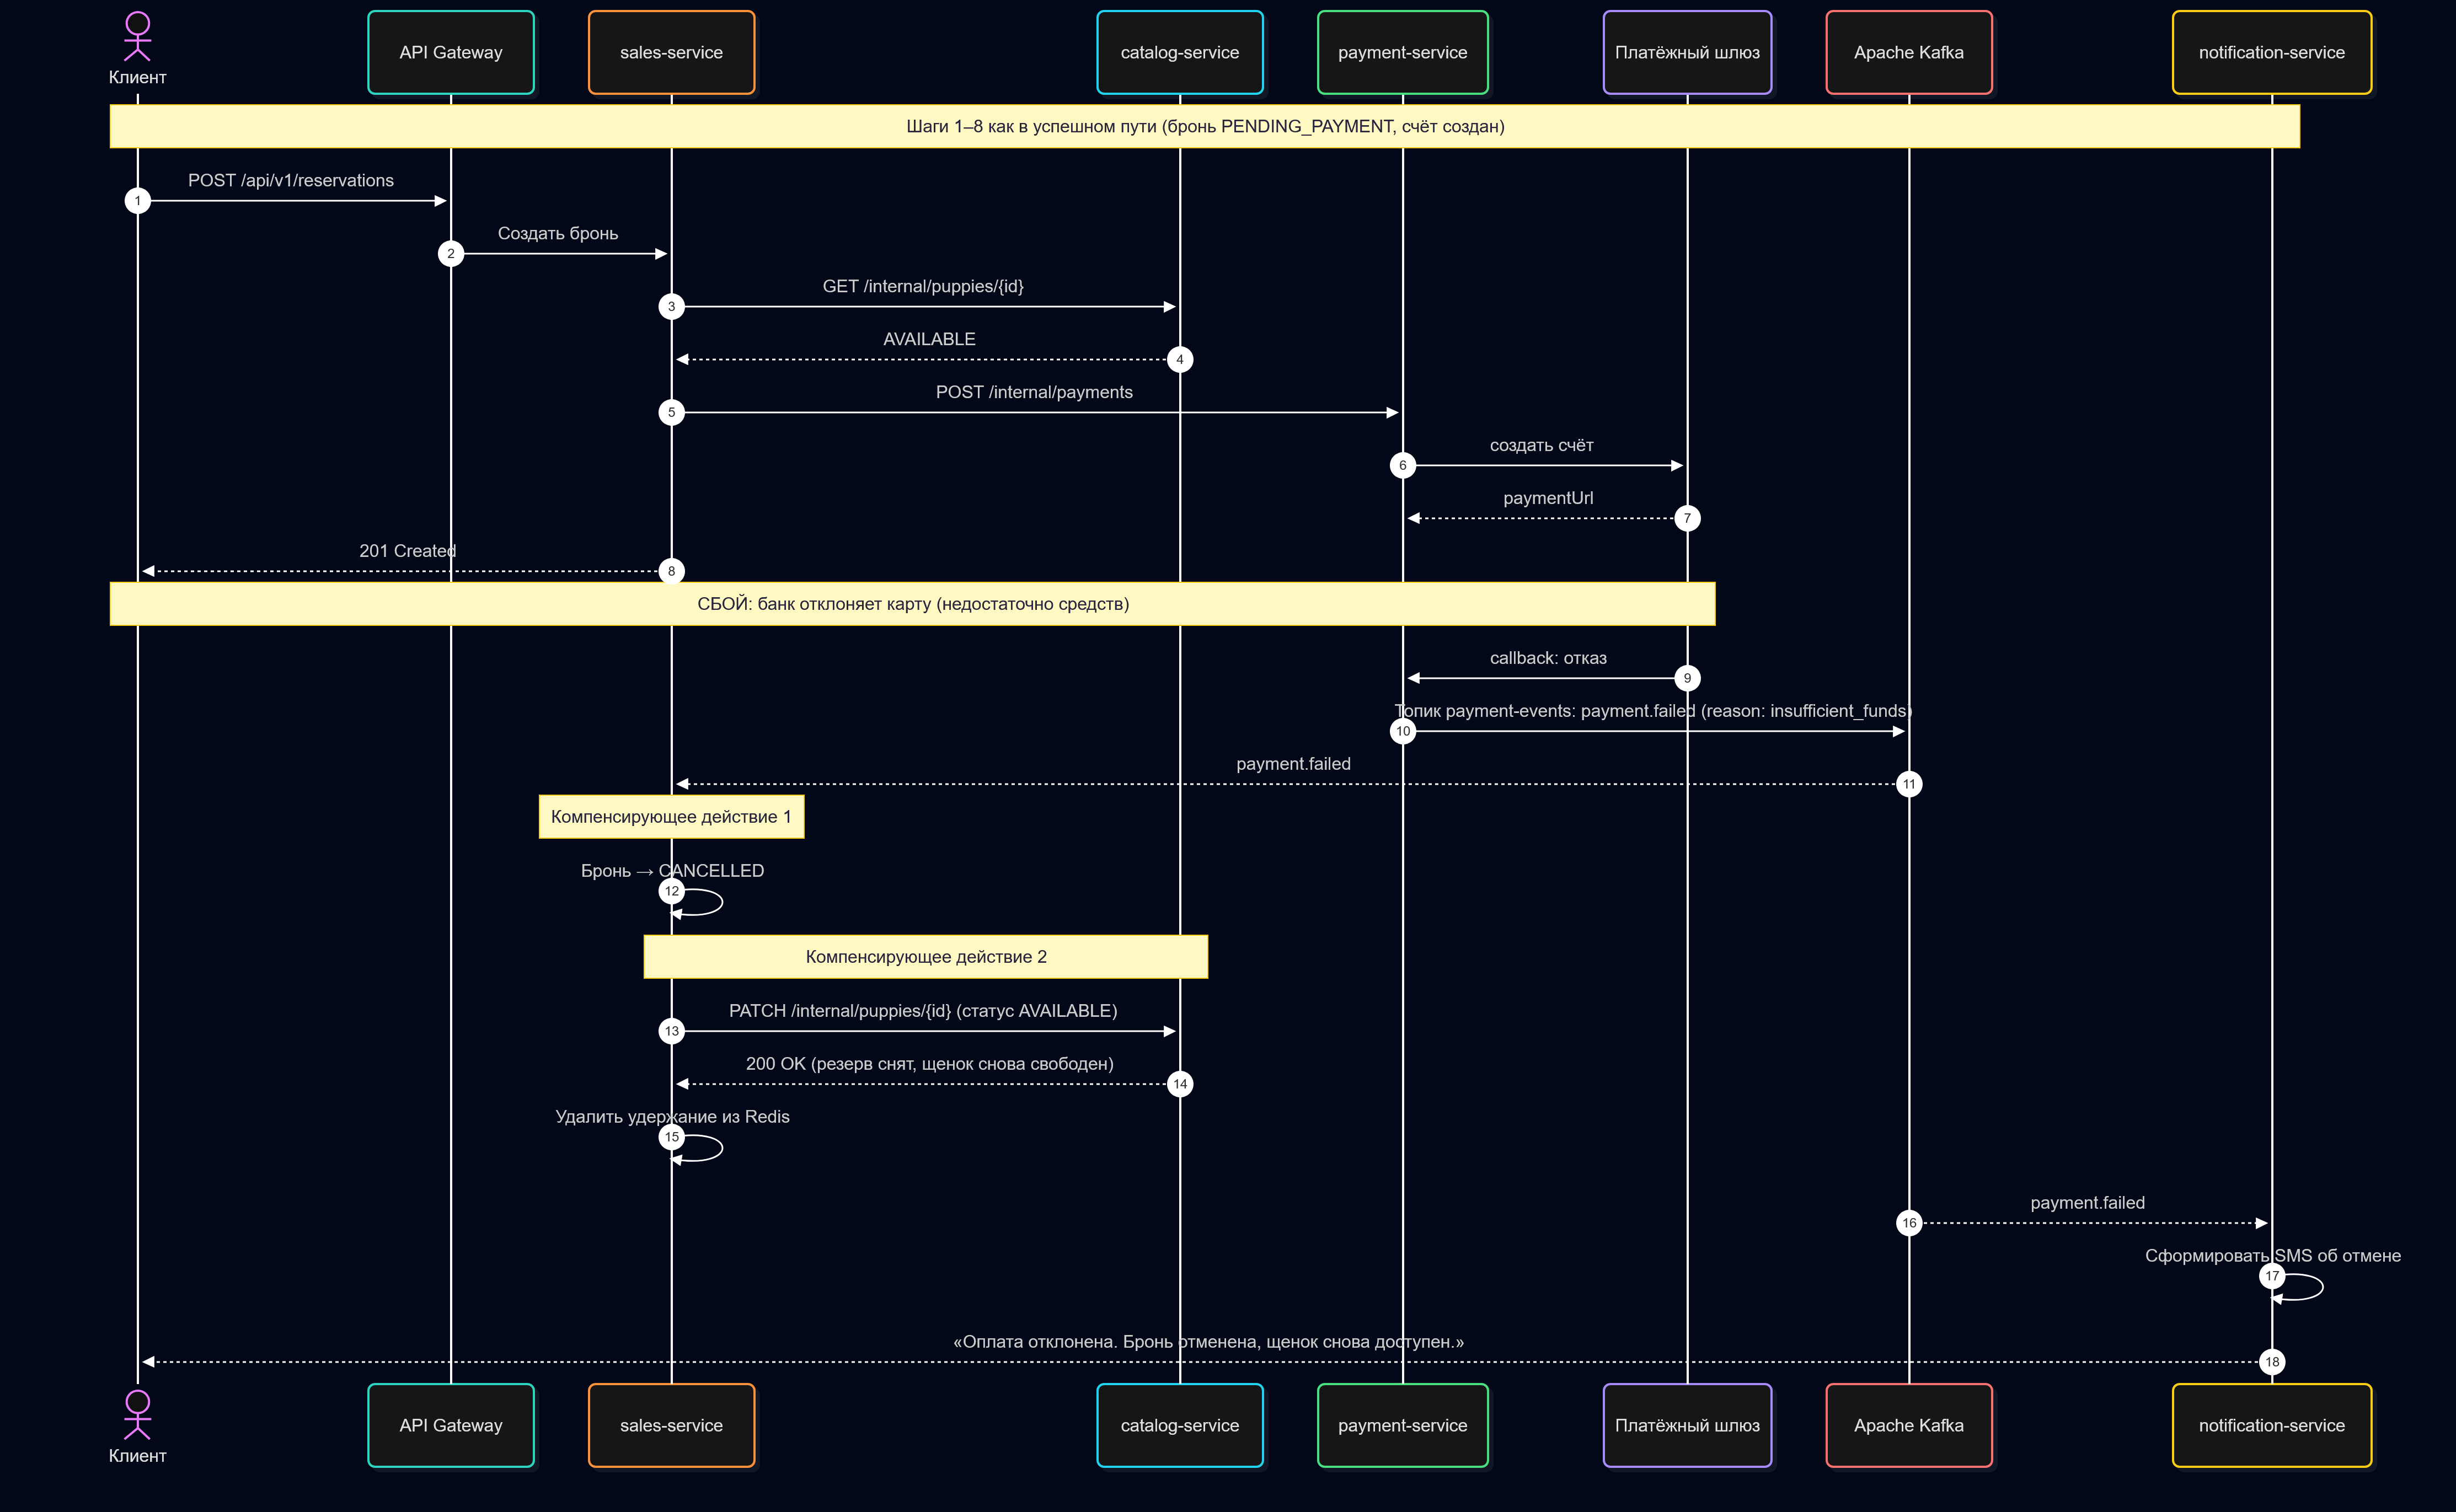 Клиент
API Gateway
sales-service
catalog-service
payment-service
Платёжный шлюз
Apache Kafka
notification-service
Шаги 1–8 как в успешном пути (бронь PENDING_PAYMENT, счёт создан)
POST /api/v1/reservations
1
Создать бронь
2
GET /internal/puppies/{id}
3
AVAILABLE
4
POST /internal/payments
5
создать счёт
6
paymentUrl
7
201 Created
8
СБОЙ: банк отклоняет карту (недостаточно средств)
callback: отказ
9
Топик payment-events: payment.failed (reason: insufficient_funds)
10
payment.failed
11
Компенсирующее действие 1
Бронь → CANCELLED
12
Компенсирующее действие 2
PATCH /internal/puppies/{id} (статус AVAILABLE)
13
200 OK (резерв снят, щенок снова свободен)
14
Удалить удержание из Redis
15
payment.failed
16
Сформировать SMS об отмене
17
«Оплата отклонена. Бронь отменена, щенок снова доступен.»
18
Клиент
API Gateway
sales-service
catalog-service
payment-service
Платёжный шлюз
Apache Kafka
notification-service